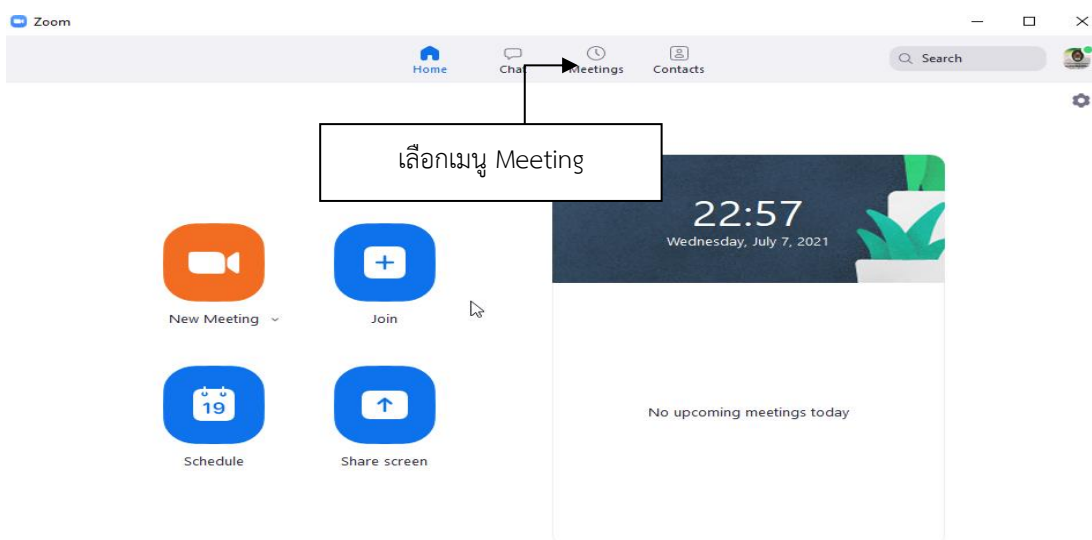 Zoom
Home Chat Meetings Contacts
Search
เลือกเมนู Meeting
22:57
Wednesday, July 7, 2021
New Meeting
Join
19
Schedule
Share screen
No upcoming meetings today